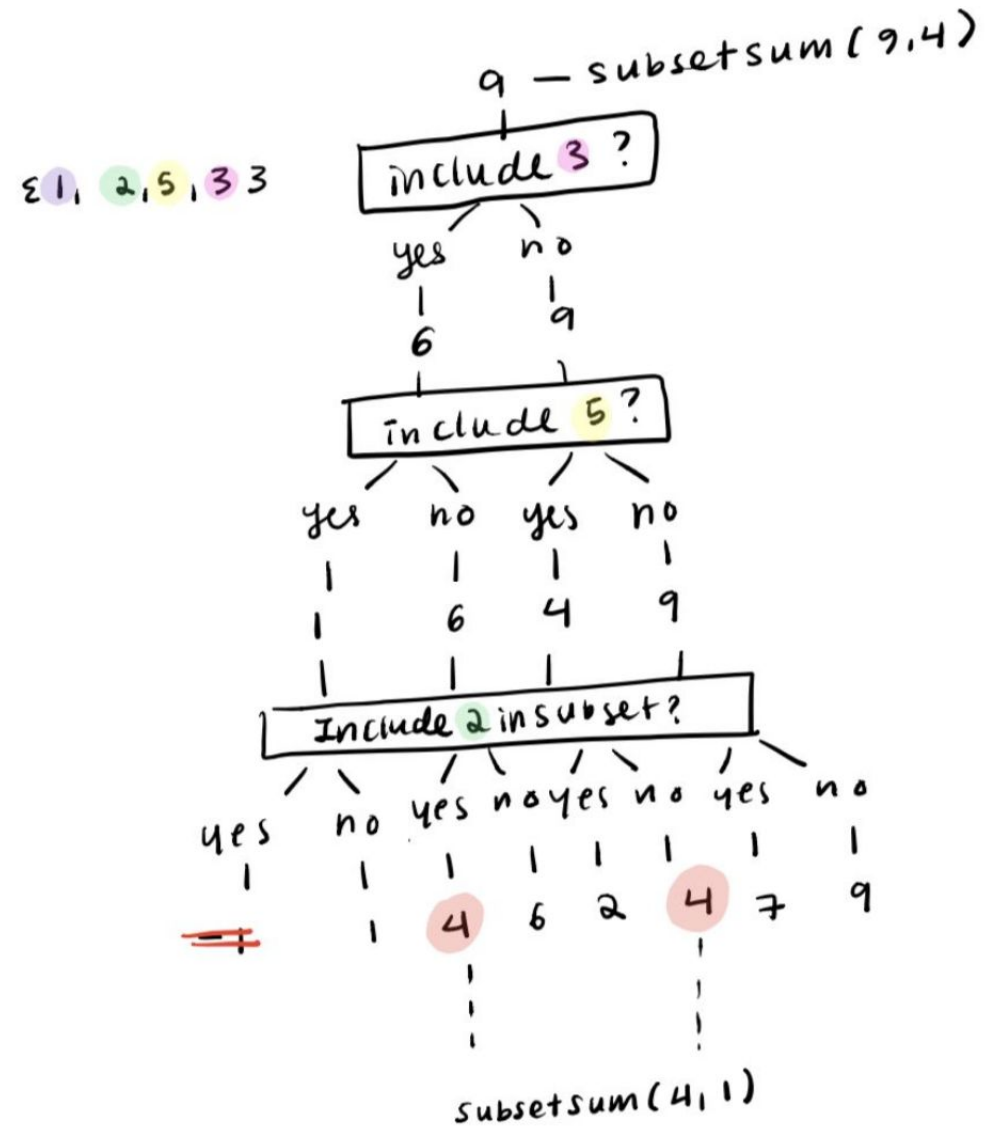 9 — subsetsum(9,4)
include 3 ?
{1, 2, 5, 3}
yes no
6 9
include 5 ?
yes no yes no
1 6 4 9
Include 2 in subset?
yes no yes no yes no yes no
-1 1 4 6 2 4 7 9
subsetsum(4,1)